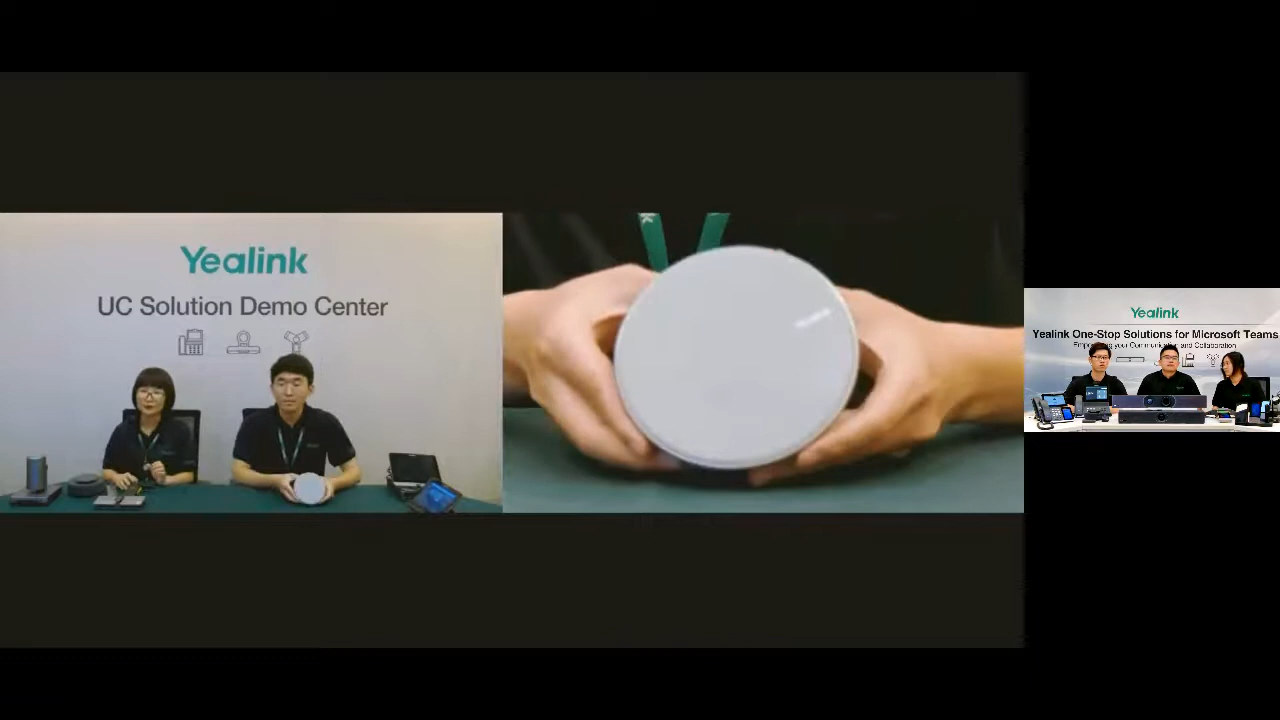 Yealink
UC Solution Demo Center
Yealink
Yealink One-Stop Solutions for Microsoft Teams